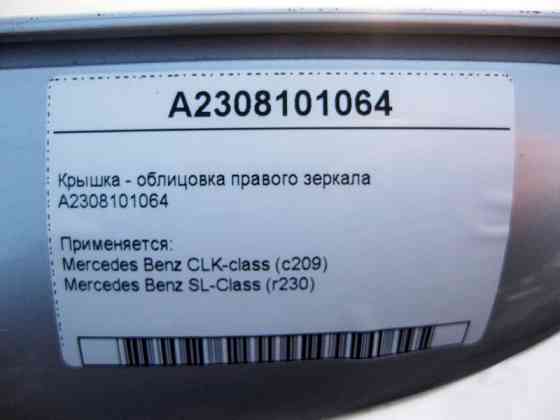 A2308101064
Крышка - облицовка правого зеркала
A2308101064
Применяется:
Mercedes Benz CLK-class (c209)
Mercedes Benz SL-Class (r230)